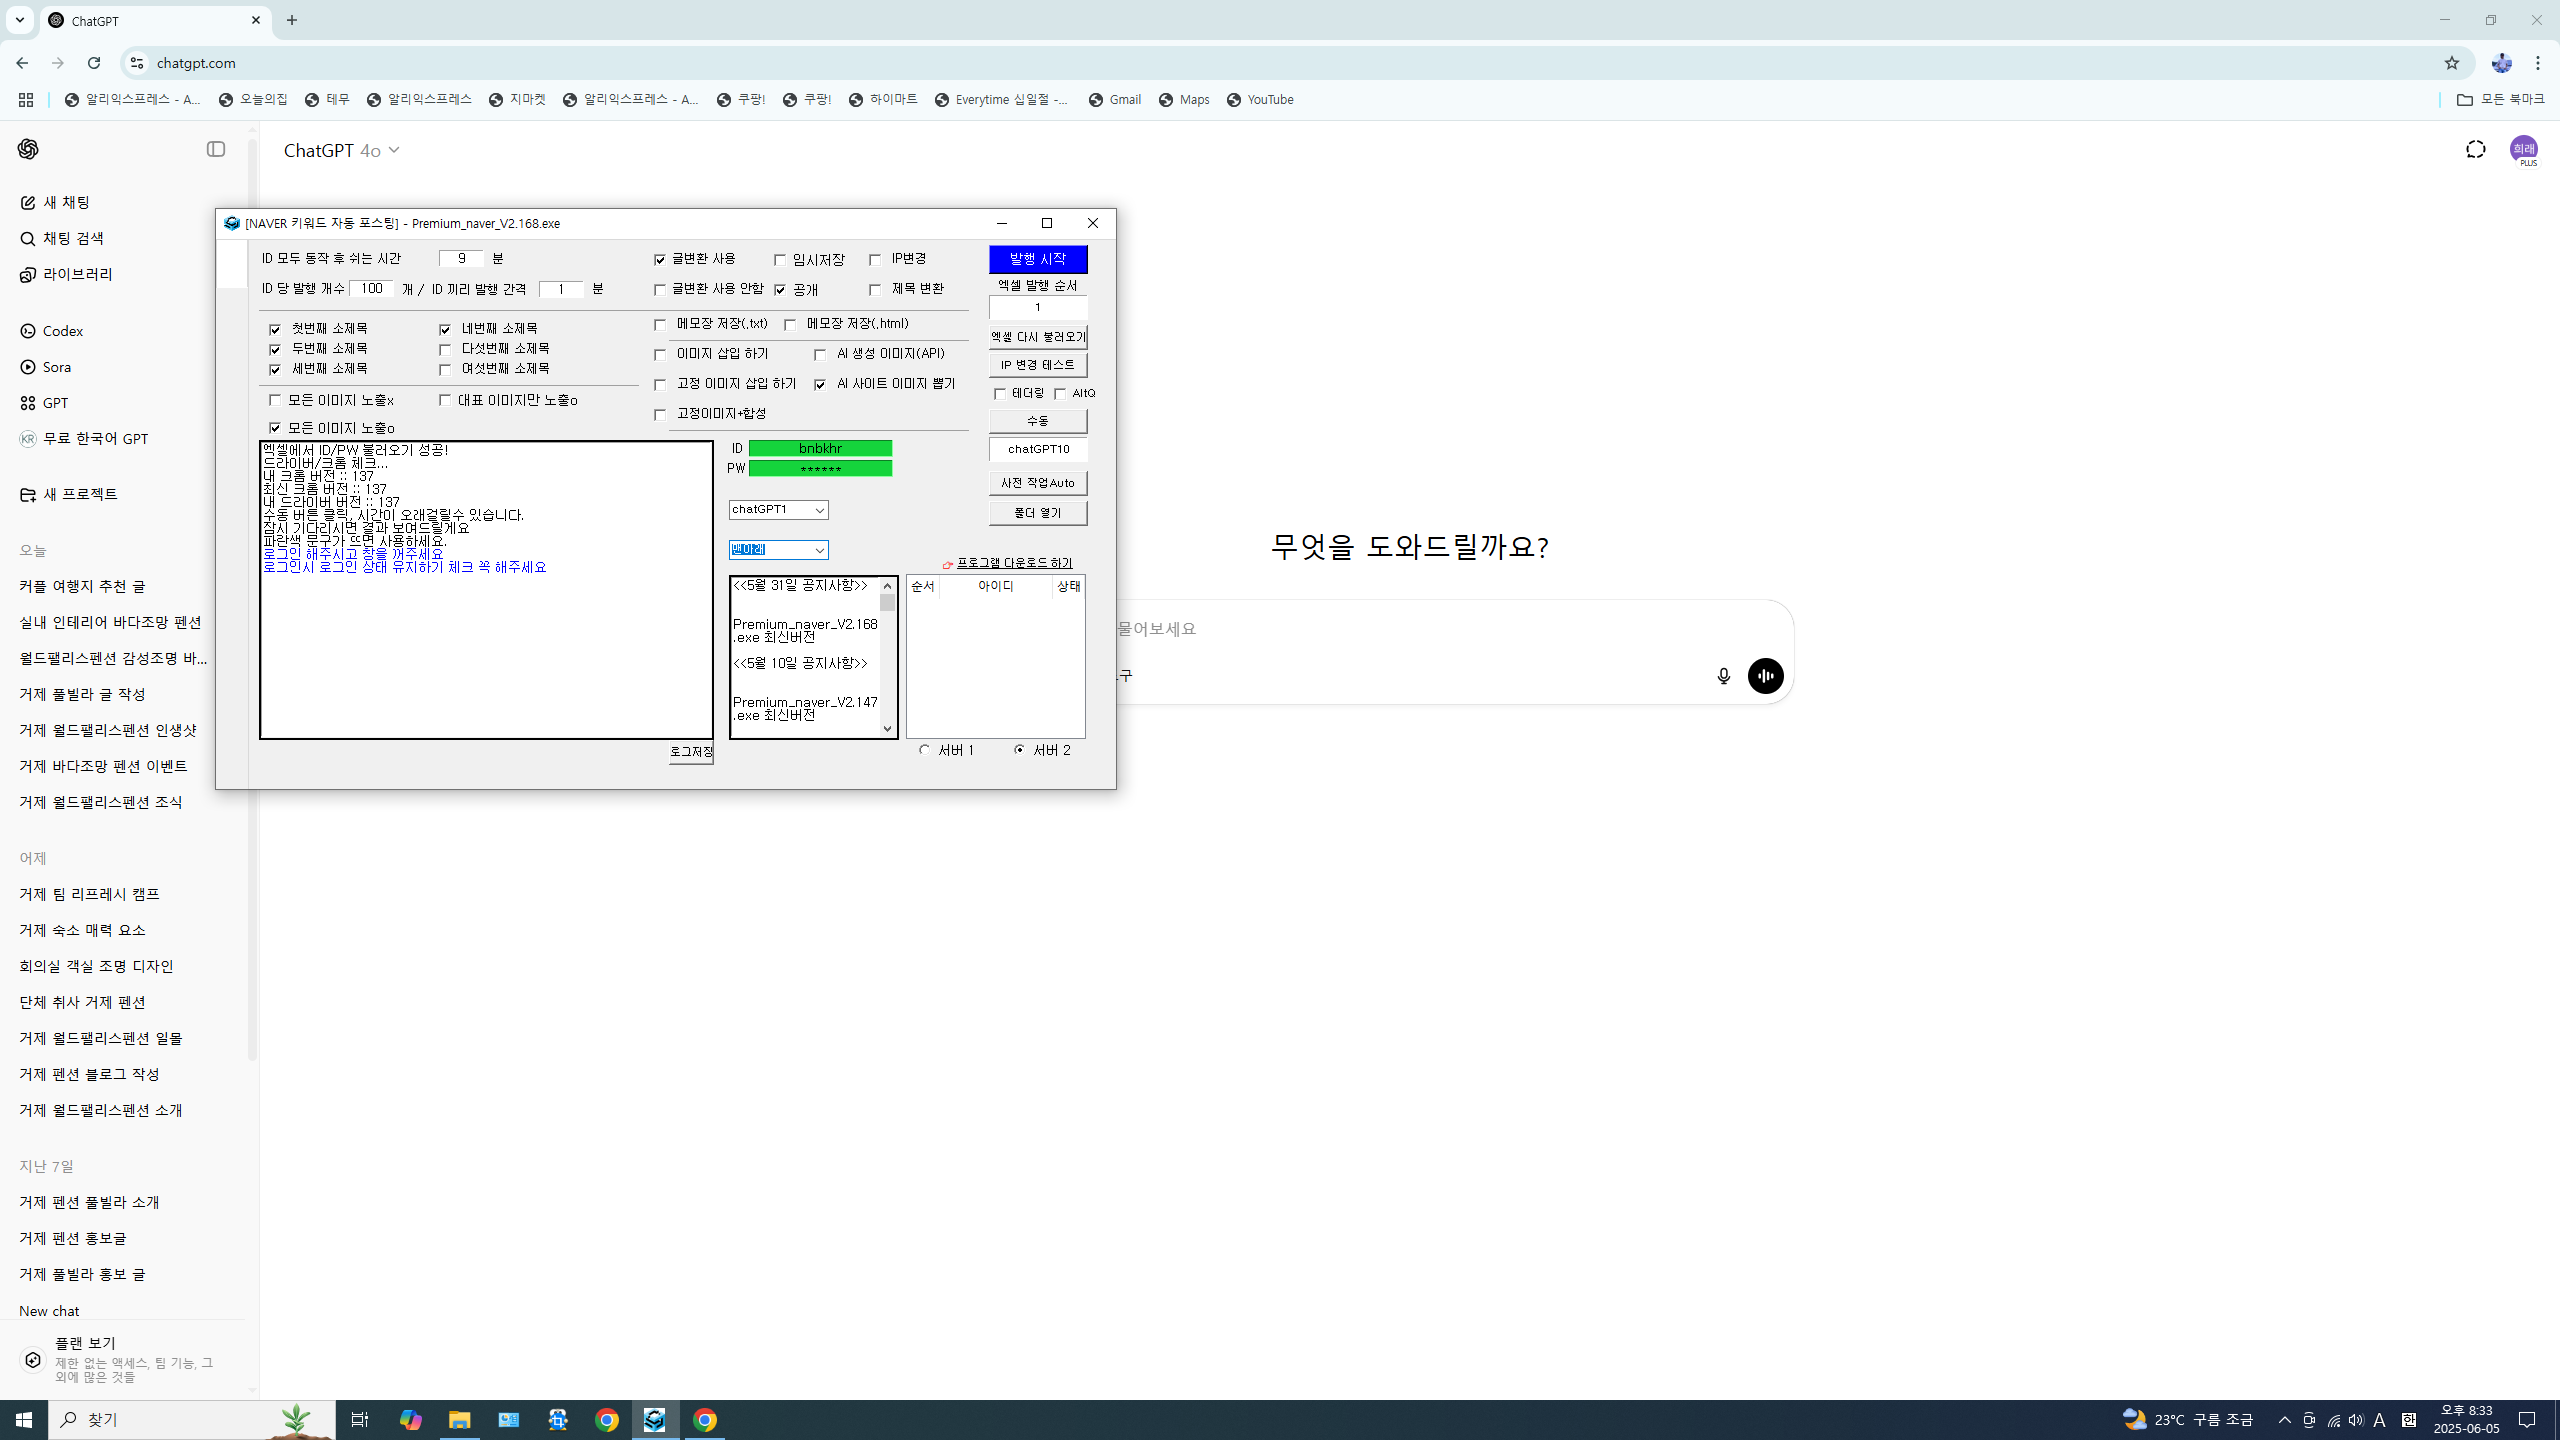 ChatGPT
chatgpt.com
알리익스프레스 - A...
오늘의집
테무
알리익스프레스
지마켓
알리익스프레스 - A...
쿠팡!
쿠팡!
하이마트
Everytime 십일절 -...
Gmail
Maps
YouTube
모든 북마크
ChatGPT 4o
희래
PLUS
새 채팅
채팅 검색
라이브러리
Codex
Sora
GPT
KR 무료 한국어 GPT
새 프로젝트
오늘
커플 여행지 추천 글
실내 인테리어 바다조망 펜션
월드팰리스펜션 감성조명 바...
거제 풀빌라 글 작성
거제 월드팰리스펜션 인생샷
거제 바다조망 펜션 이벤트
거제 월드팰리스펜션 조식
어제
거제 팀 리프레시 캠프
거제 숙소 매력 요소
회의실 객실 조명 디자인
단체 취사 거제 펜션
거제 월드팰리스펜션 일몰
거제 펜션 블로그 작성
거제 월드팰리스펜션 소개
지난 7일
거제 펜션 풀빌라 소개
거제 펜션 홍보글
거제 풀빌라 홍보 글
New chat
플랜 보기
제한 없는 액세스, 팀 기능, 그
외에 많은 것들
[NAVER 키워드 자동 포스팅] - Premium_naver_V2.168.exe
ID 모두 동작 후 쉬는 시간 9 분
ID 당 발행 개수 100 개 / ID 끼리 발행 간격 1 분
첫번째 소제목
네번째 소제목
두번째 소제목
다섯번째 소제목
세번째 소제목
여섯번째 소제목
모든 이미지 노출x
대표 이미지만 노출o
모든 이미지 노출o
글변환 사용
임시저장
IP변경
글변환 사용 안함
공개
제목 변환
메모장 저장(.txt)
메모장 저장(.html)
이미지 삽입 하기
AI 생성 이미지(API)
고정 이미지 삽입 하기
AI 사이트 이미지 뽑기
고정이미지+합성
발행 시작
엑셀 발행 순서
1
엑셀 다시 불러오기
IP 변경 테스트
테더링
AltQ
수동
chatGPT10
사전 작업Auto
폴더 열기
엑셀에서 ID/PW 불러오기 성공!
드라이버/크롬 체크...
내 크롬 버전 :: 137
최신 크롬 버전 :: 137
내 드라이버 버전 :: 137
수동 버튼 클릭, 시간이 오래걸릴수 있습니다.
잠시 기다리시면 결과 보여드릴게요
파란색 문구가 뜨면 사용하세요.
로그인 해주시고 창을 꺼주세요
로그인시 로그인 상태 유지하기 체크 꼭 해주세요
로그저장
ID bnbkhr
PW ******
chatGPT1
맨아래
프로그램 다운로드 하기
<<5월 31일 공지사항>>
Premium_naver_V2.168
.exe 최신버전
<<5월 10일 공지사항>>
Premium_naver_V2.147
.exe 최신버전
순서 아이디 상태
서버 1
서버 2
무엇을 도와드릴까요?
물어보세요
구
찾기
23°C 구름 조금
A
한
오후 8:33
2025-06-05